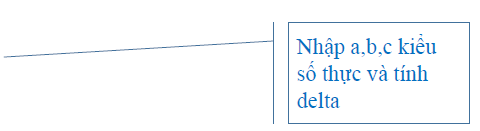 Nhập a,b,c kiểu
số thực và tính
delta